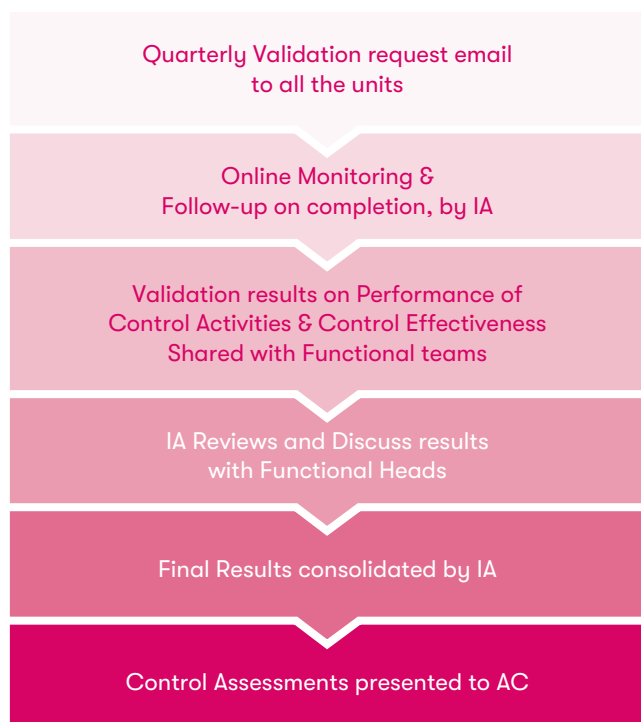 Quarterly Validation request email
to all the units
Online Monitoring &
Follow-up on completion, by IA
Validation results on Performance of
Control Activities & Control Effectiveness
Shared with Functional teams
IA Reviews and Discuss results
with Functional Heads
Final Results consolidated by IA
Control Assessments presented to AC